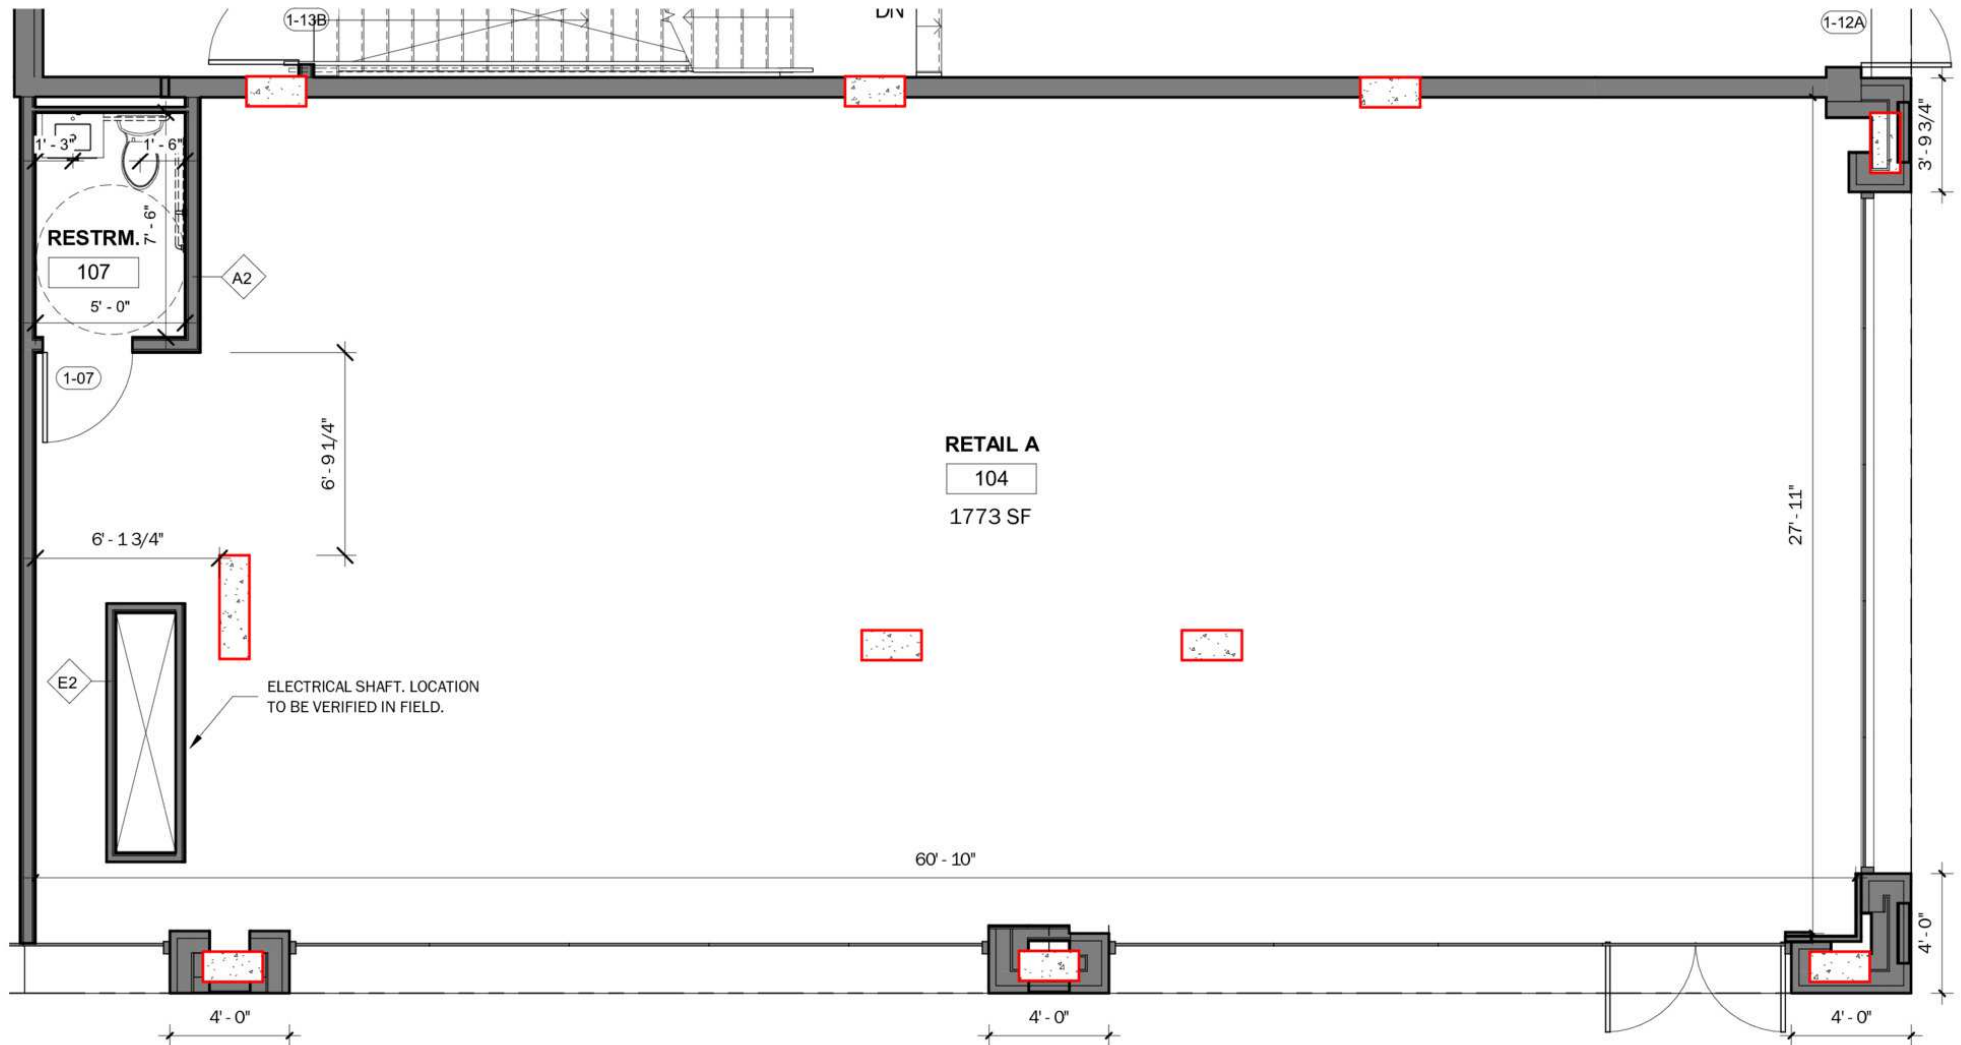 1-13B
DN
1-12A
3' - 9 3/4"
1' - 3"
1' - 6"
7' - 6"
RESTRM.
107
A2
5' - 0"
1-07
6' - 9 1/4"
RETAIL A
104
1773 SF
27' - 11"
6' - 1 3/4"
E2
ELECTRICAL SHAFT. LOCATION
TO BE VERIFIED IN FIELD.
60' - 10"
4' - 0"
4' - 0"
4' - 0"
4' - 0"